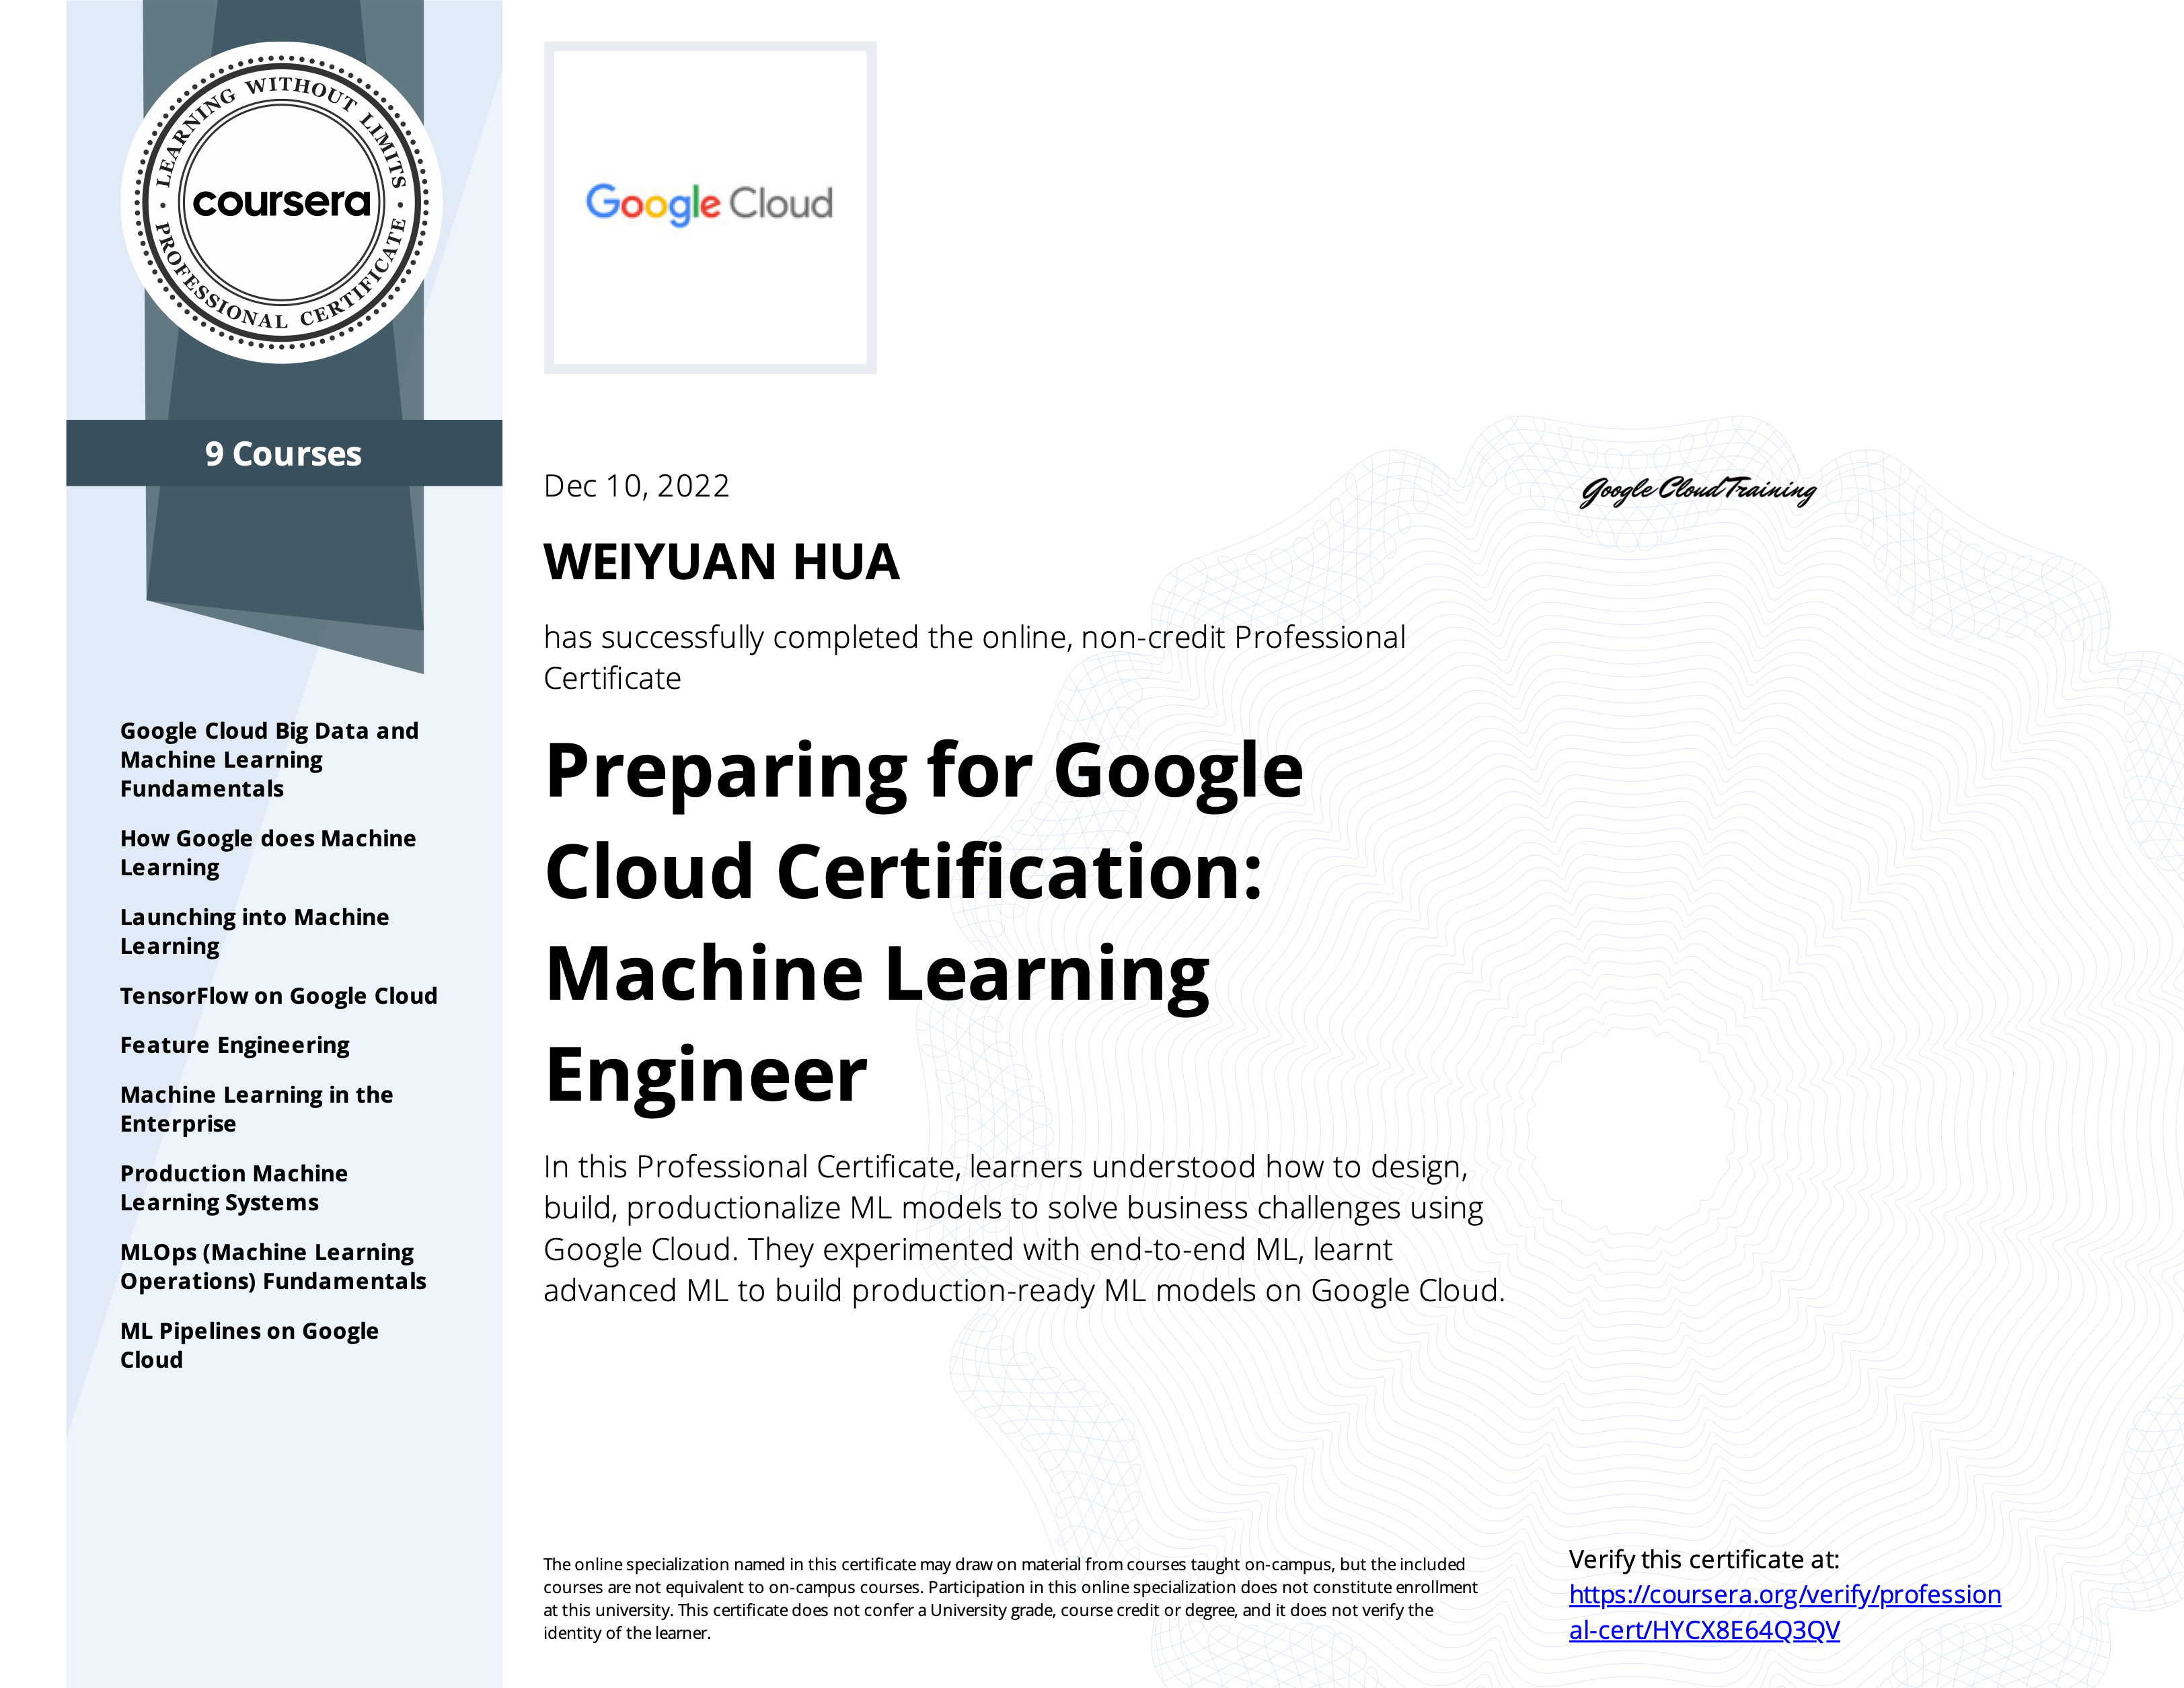 LEARNING WITHOUT LIMITS
coursera
PROFESSIONAL CERTIFICATE
9 Courses
Google Cloud Big Data and
Machine Learning
Fundamentals
How Google does Machine
Learning
Launching into Machine
Learning
TensorFlow on Google Cloud
Feature Engineering
Machine Learning in the
Enterprise
Production Machine
Learning Systems
MLOps (Machine Learning
Operations) Fundamentals
ML Pipelines on Google
Cloud
Google Cloud
Dec 10, 2022
Google Cloud Training
WEIYUAN HUA
has successfully completed the online, non-credit Professional
Certificate
Preparing for Google
Cloud Certification:
Machine Learning
Engineer
In this Professional Certificate, learners understood how to design,
build, productionalize ML models to solve business challenges using
Google Cloud. They experimented with end-to-end ML, learnt
advanced ML to build production-ready ML models on Google Cloud.
The online specialization named in this certificate may draw on material from courses taught on-campus, but the included
courses are not equivalent to on-campus courses. Participation in this online specialization does not constitute enrollment
at this university. This certificate does not confer a University grade, course credit or degree, and it does not verify the
identity of the learner.
Verify this certificate at:
https://coursera.org/verify/profession
al-cert/HYCX8E64Q3QV